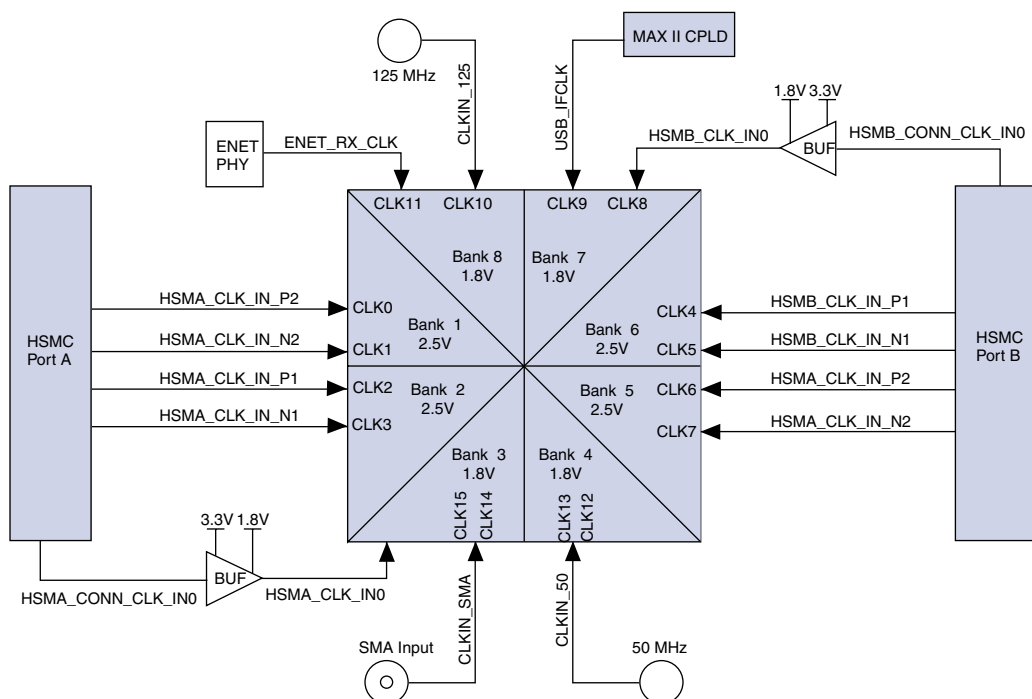 MAX II CPLD
125 MHz
CLKIN_125
USB_IFCLK
1.8V 3.3V
HSMB_CLK_IN0
BUF
HSMB_CONN_CLK_IN0
ENET
PHY
ENET_RX_CLK
CLK11 CLK10 CLK9 CLK8
Bank 8
1.8V
Bank 7
1.8V
HSMC
Port A
HSMA_CLK_IN_P2
HSMA_CLK_IN_N2
HSMA_CLK_IN_P1
HSMA_CLK_IN_N1
CLK0
CLK1
CLK2
CLK3
Bank 1
2.5V
Bank 2
2.5V
Bank 6
2.5V
Bank 5
2.5V
CLK4
CLK5
CLK6
CLK7
HSMB_CLK_IN_P1
HSMB_CLK_IN_N1
HSMA_CLK_IN_P2
HSMA_CLK_IN_N2
HSMC
Port B
Bank 3
1.8V
Bank 4
1.8V
CLK15
CLK14
CLK13
CLK12
3.3V 1.8V
BUF
HSMA_CONN_CLK_IN0
HSMA_CLK_IN0
CLKIN_SMA
CLKIN_50
SMA Input
50 MHz